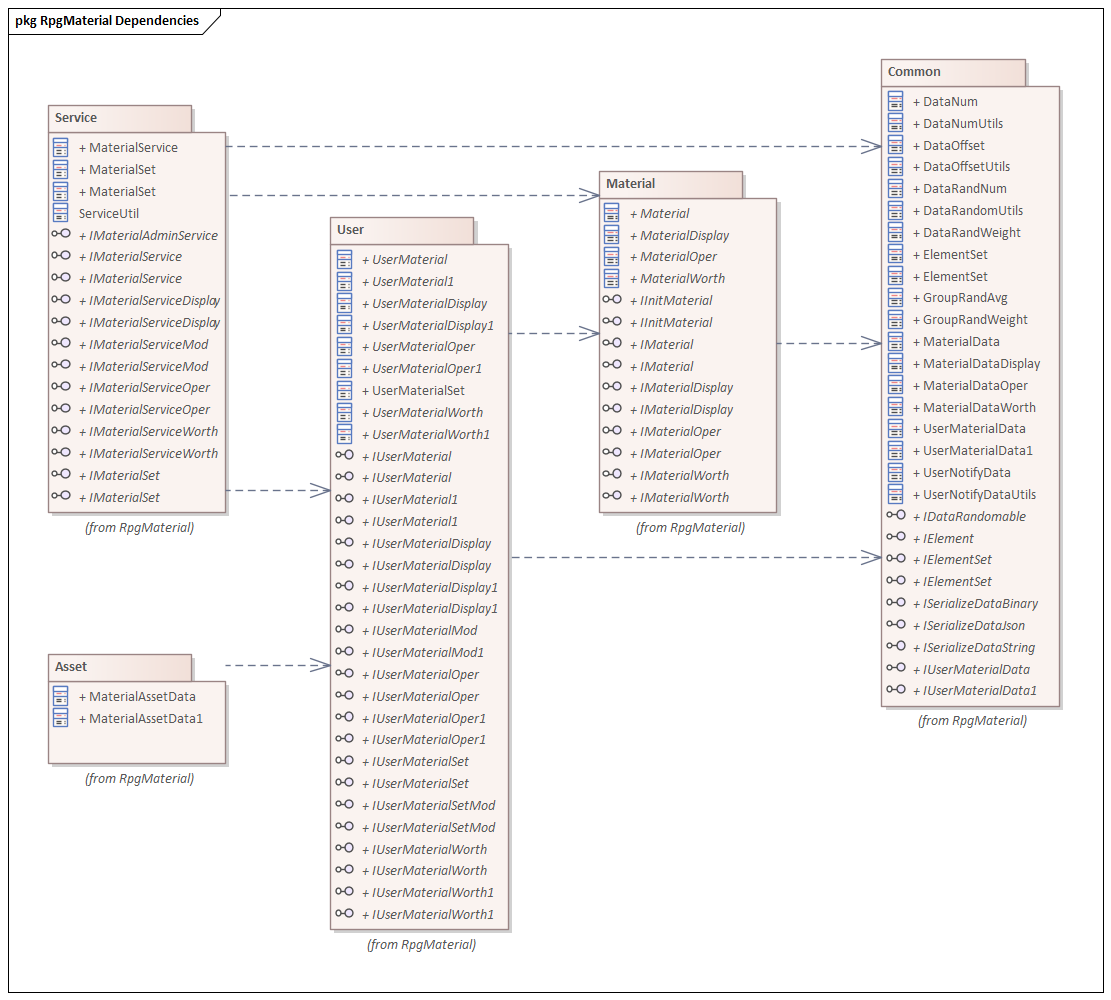 pkg RpgMaterial Dependencies
Service
+ MaterialService
+ MaterialSet
+ MaterialSet
ServiceUtil
+ IMaterialAdminService
+ IMaterialService
+ IMaterialService
+ IMaterialServiceDisplay
+ IMaterialServiceDisplay
+ IMaterialServiceMod
+ IMaterialServiceMod
+ IMaterialServiceOper
+ IMaterialServiceOper
+ IMaterialServiceWorth
+ IMaterialServiceWorth
+ IMaterialSet
+ IMaterialSet
(from RpgMaterial)
Asset
+ MaterialAssetData
+ MaterialAssetData1
(from RpgMaterial)
User
+ UserMaterial
+ UserMaterial1
+ UserMaterialDisplay
+ UserMaterialDisplay1
+ UserMaterialOper
+ UserMaterialOper1
+ UserMaterialSet
+ UserMaterialWorth
+ UserMaterialWorth1
+ IUserMaterial
+ IUserMaterial
+ IUserMaterial1
+ IUserMaterial1
+ IUserMaterialDisplay
+ IUserMaterialDisplay
+ IUserMaterialDisplay1
+ IUserMaterialDisplay1
+ IUserMaterialMod
+ IUserMaterialMod1
+ IUserMaterialOper
+ IUserMaterialOper
+ IUserMaterialOper1
+ IUserMaterialOper1
+ IUserMaterialSet
+ IUserMaterialSet
+ IUserMaterialSetMod
+ IUserMaterialSetMod
+ IUserMaterialWorth
+ IUserMaterialWorth
+ IUserMaterialWorth1
+ IUserMaterialWorth1
(from RpgMaterial)
Material
+ Material
+ MaterialDisplay
+ MaterialOper
+ MaterialWorth
+ IInitMaterial
+ IInitMaterial
+ IMaterial
+ IMaterial
+ IMaterialDisplay
+ IMaterialDisplay
+ IMaterialOper
+ IMaterialOper
+ IMaterialWorth
+ IMaterialWorth
(from RpgMaterial)
Common
+ DataNum
+ DataNumUtils
+ DataOffset
+ DataOffsetUtils
+ DataRandNum
+ DataRandomUtils
+ DataRandWeight
+ ElementSet
+ ElementSet
+ GroupRandAvg
+ GroupRandWeight
+ MaterialData
+ MaterialDataDisplay
+ MaterialDataOper
+ MaterialDataWorth
+ UserMaterialData
+ UserMaterialData1
+ UserNotifyData
+ UserNotifyDataUtils
+ IDataRandomable
+ IElement
+ IElementSet
+ IElementSet
+ ISerializeDataBinary
+ ISerializeDataJson
+ ISerializeDataString
+ IUserMaterialData
+ IUserMaterialData1
(from RpgMaterial)